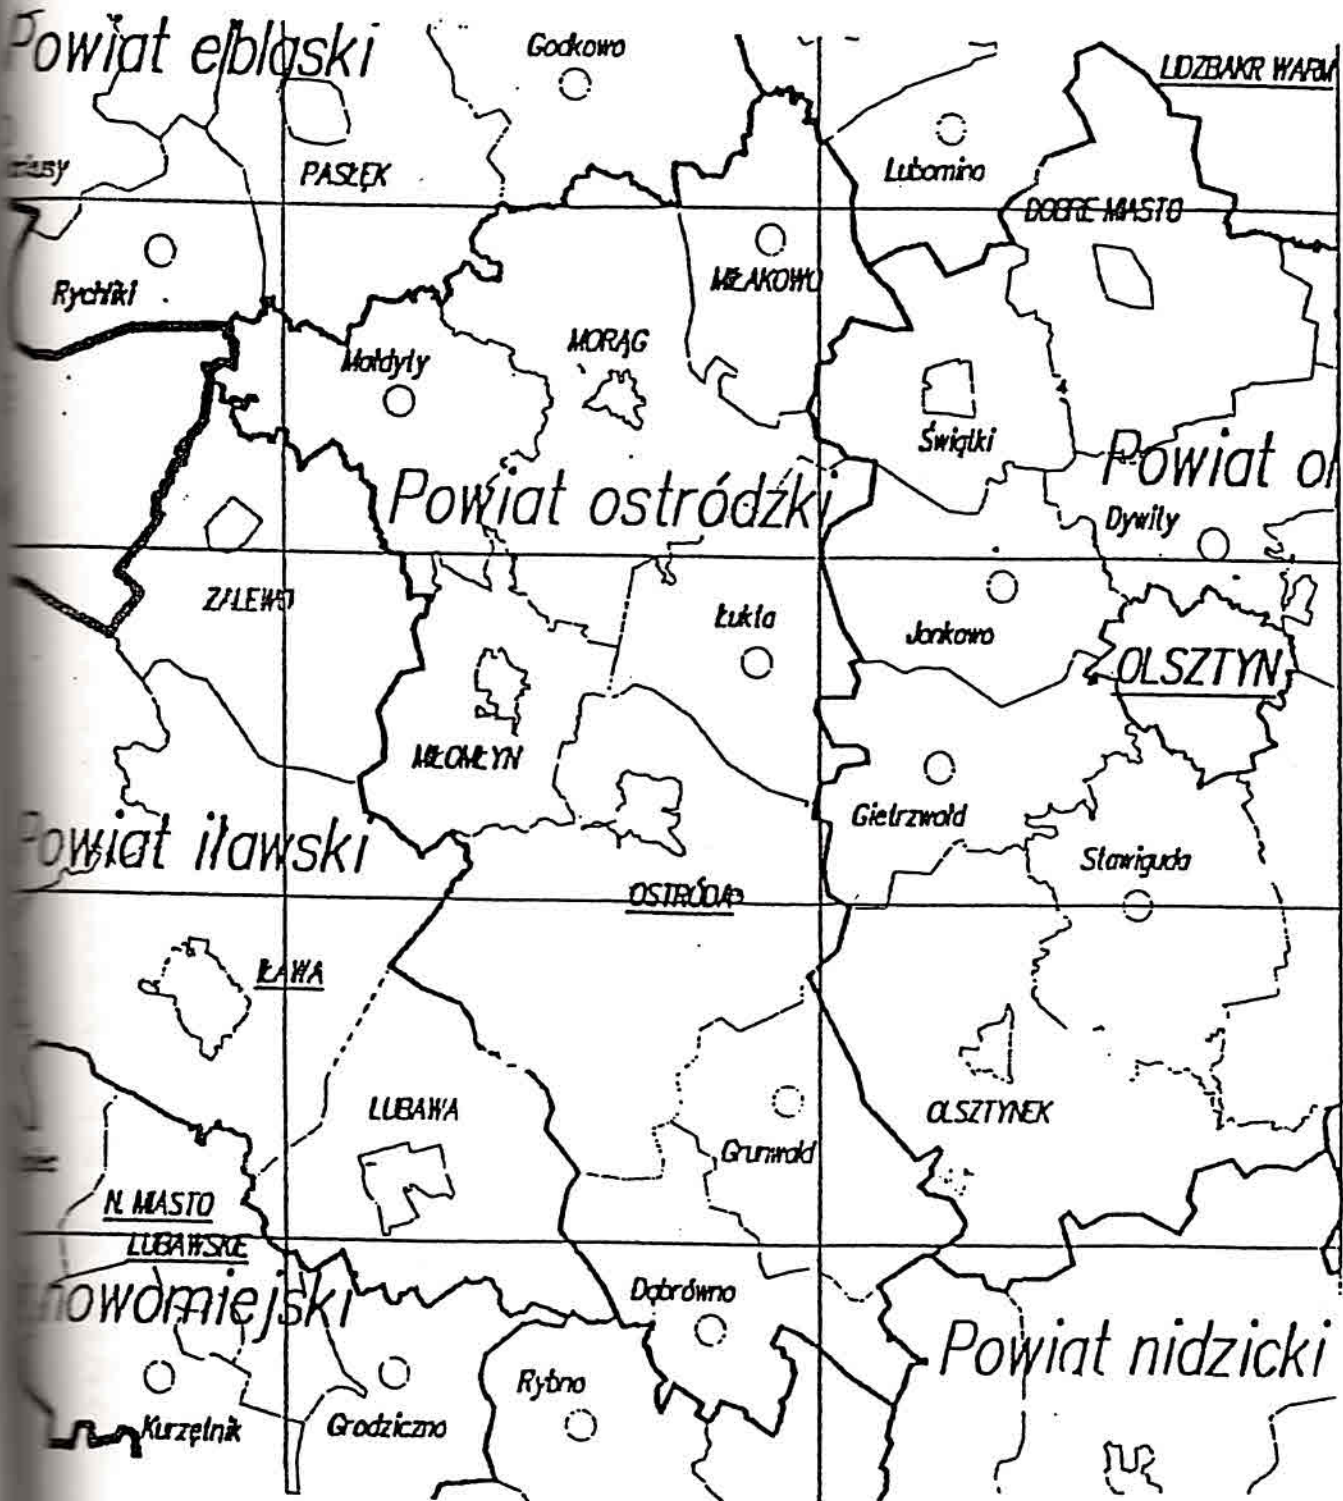 Powiat elbląski
Godkowo
LIDZBAKR WARM
PASŁĘK
Lubomino
DOBRE MIASTO
Rychliki
MIŁAKOWO
Małdyty
MORĄG
Świątki
Powiat ostródzki
Powiat ol
Dywity
ZALEWO
Łukta
Jonkowo
OLSZTYN
MIŁOMŁYN
Gietrzwałd
Powiat iławski
Stawiguda
OSTRÓDA
IŁAWA
LUBAWA
OLSZTYNEK
Grunwald
N. MIASTO
LUBAWSKIE
nowomiejski
Dąbrówno
Powiat nidzicki
Rybno
Kurzętnik
Grodziczno